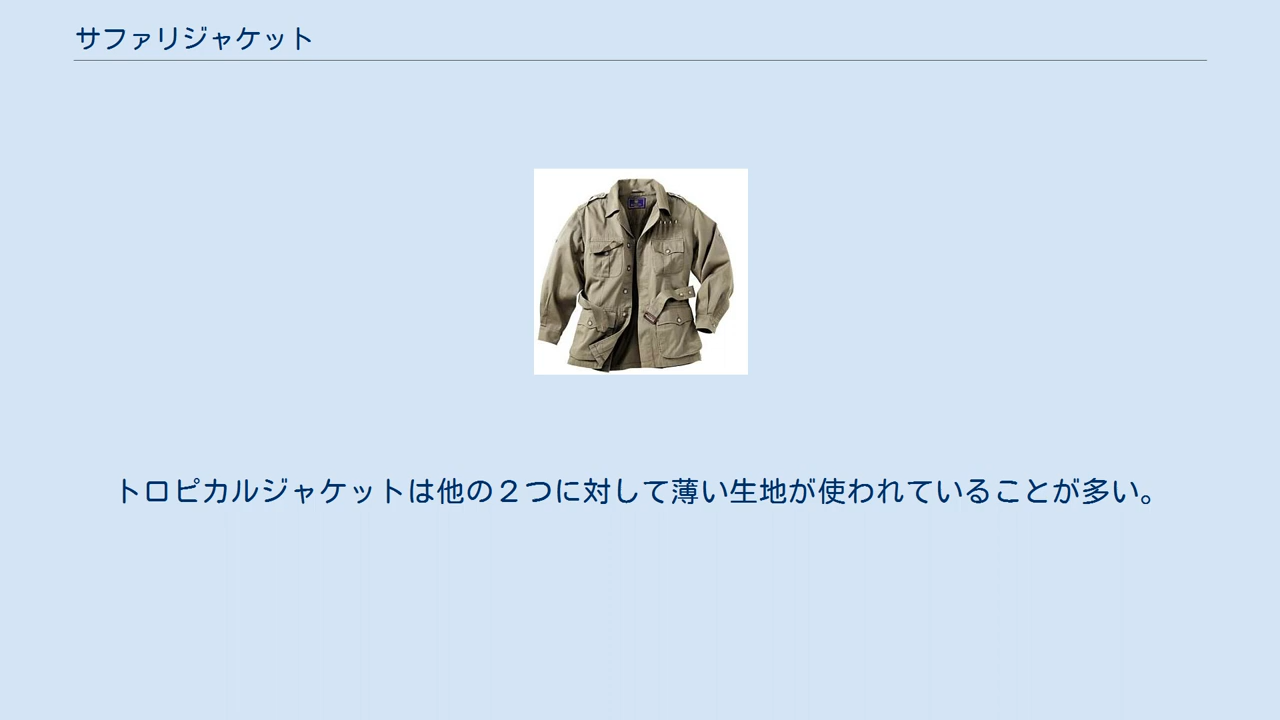 サファリジャケット
トロピカルジャケットは他の２つに対して薄い生地が使われていることが多い。